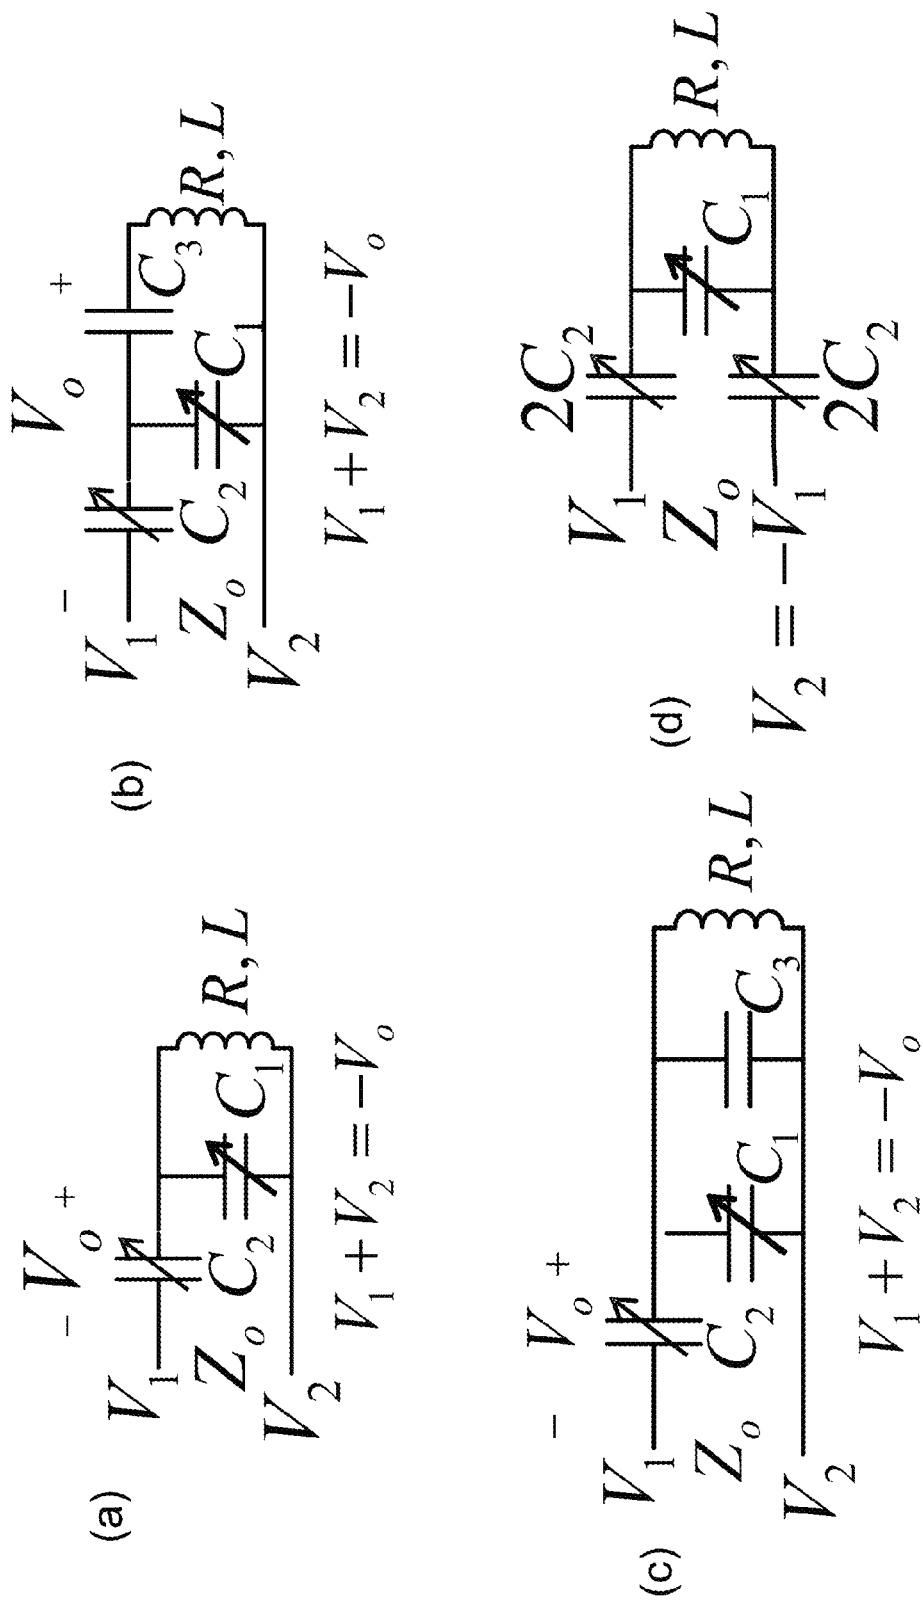 (a)
− V_o +
V_1
C_2
C_1
R, L
Z_o
V_2
V_1 + V_2 = −V_o
(b)
− V_o +
V_1
C_2
C_1
C_3
R, L
Z_o
V_2
V_1 + V_2 = −V_o
(c)
− V_o +
V_1
C_2
C_1
C_3
R, L
Z_o
V_2
V_1 + V_2 = −V_o
(d)
2C_2
V_1
C_1
R, L
Z_o
V_2 = −V_1
2C_2